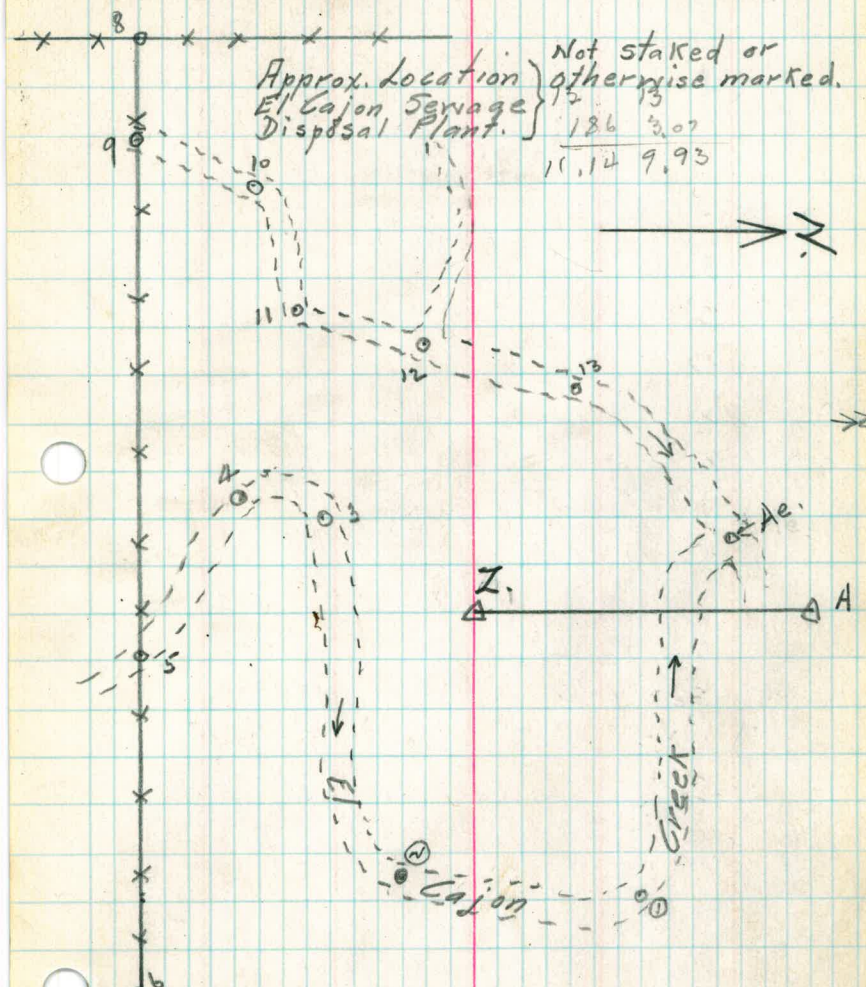 8
Not staked or
Approx. Location otherwise marked.
El Cajon Sewage 12 13
Disposal Plant. 186 3.07
11.14 9.93
9
10
11
12
13
4
3
Ae.
Z.
A
5
El
Creek
2
Cajon
1
6